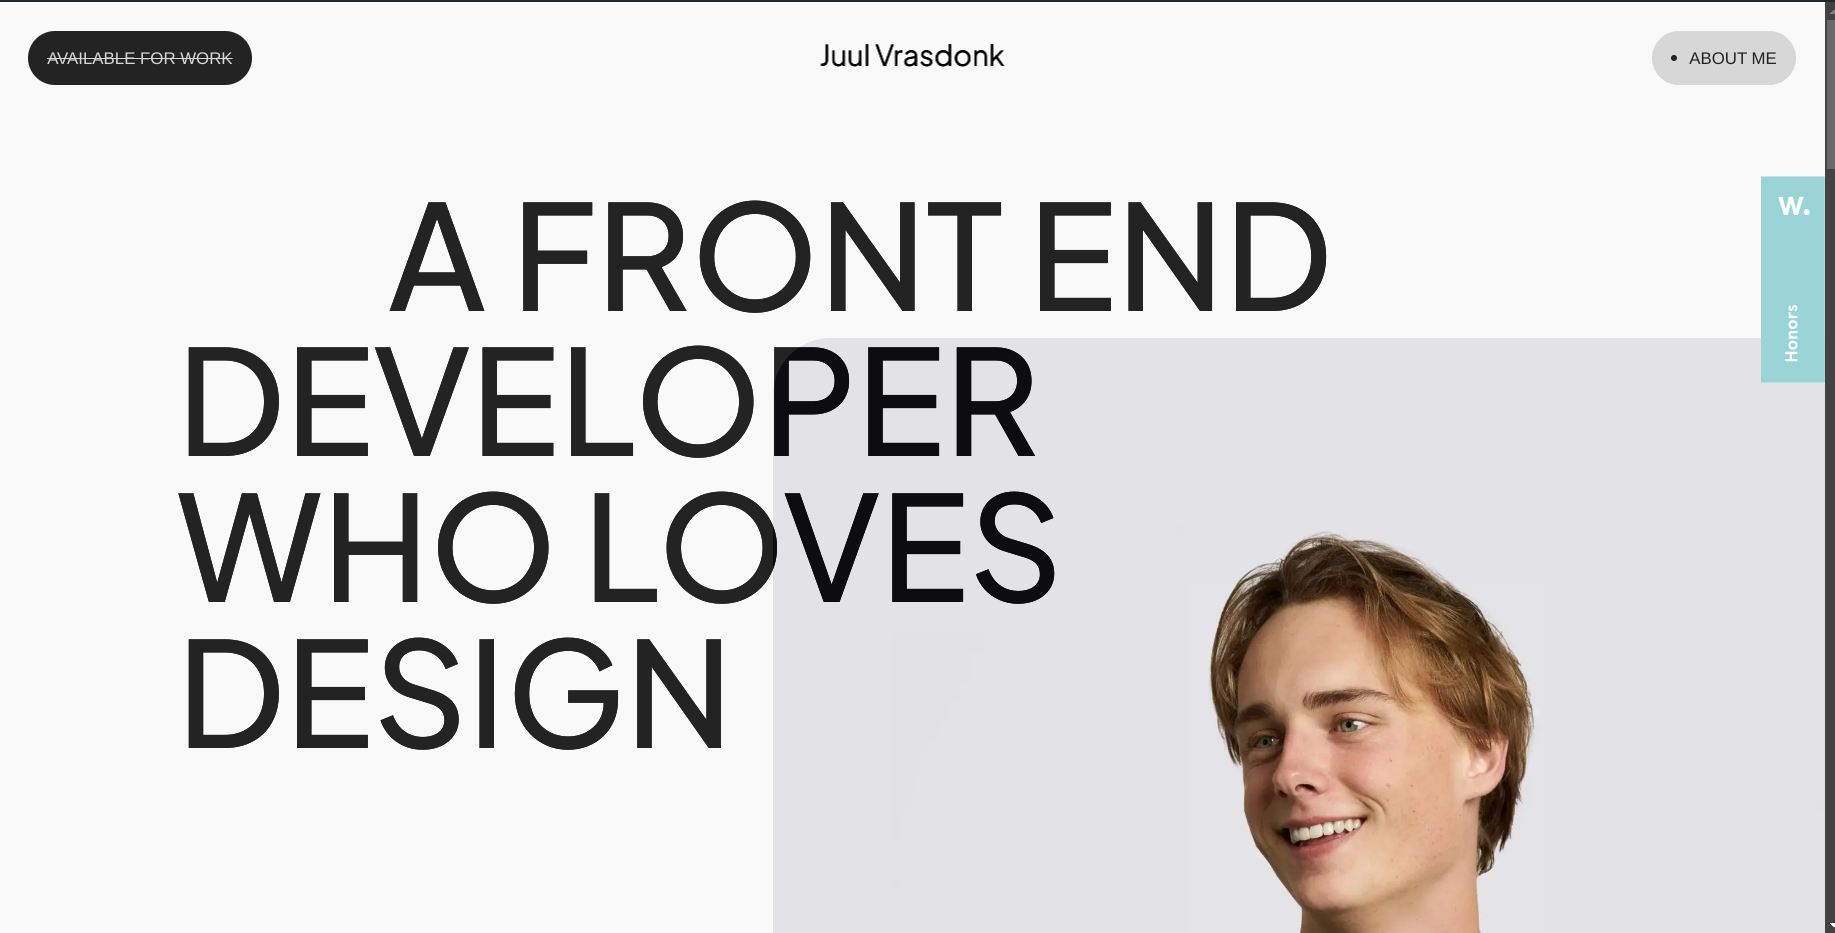 AVAILABLE FOR WORK
Juul Vrasdonk
• ABOUT ME
W.
Honors
A FRONT END
DEVELOPER
WHO LOVES
DESIGN